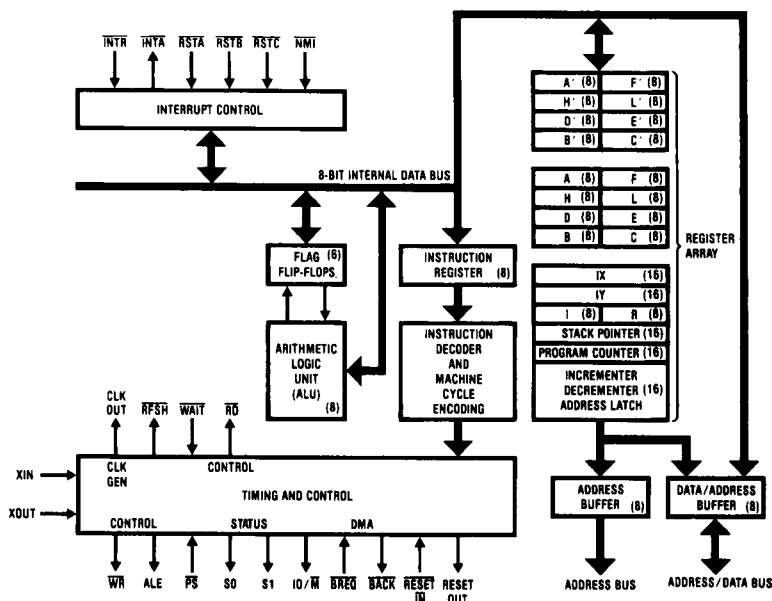 INTR INTA RSTA RSTB RSTC NMI
INTERRUPT CONTROL
8-BIT INTERNAL DATA BUS
A' (8) F' (8)
H' (8) L' (8)
D' (8) E' (8)
B' (8) C' (8)
A (8) F (8)
H (8) L (8)
D (8) E (8)
B (8) C (8)
REGISTER
ARRAY
IX (16)
IY (16)
I (8) R (8)
STACK POINTER (16)
PROGRAM COUNTER (16)
INCREMENTER
DECREMENTER (16)
ADDRESS LATCH
FLAG (6)
FLIP-FLOPS.
INSTRUCTION
REGISTER (8)
ARITHMETIC
LOGIC
UNIT
(ALU)
(8)
INSTRUCTION
DECODER
AND
MACHINE
CYCLE
ENCODING
CLK
OUT
RFSH WAIT RD
XIN
XOUT
CLK
GEN
CONTROL
TIMING AND CONTROL
CONTROL STATUS DMA
WR ALE PS S0 S1 IO/M BREQ BACK RESET
IN
RESET
OUT
ADDRESS
BUFFER
(8)
DATA/ADDRESS
BUFFER
(8)
ADDRESS BUS
ADDRESS/DATA BUS